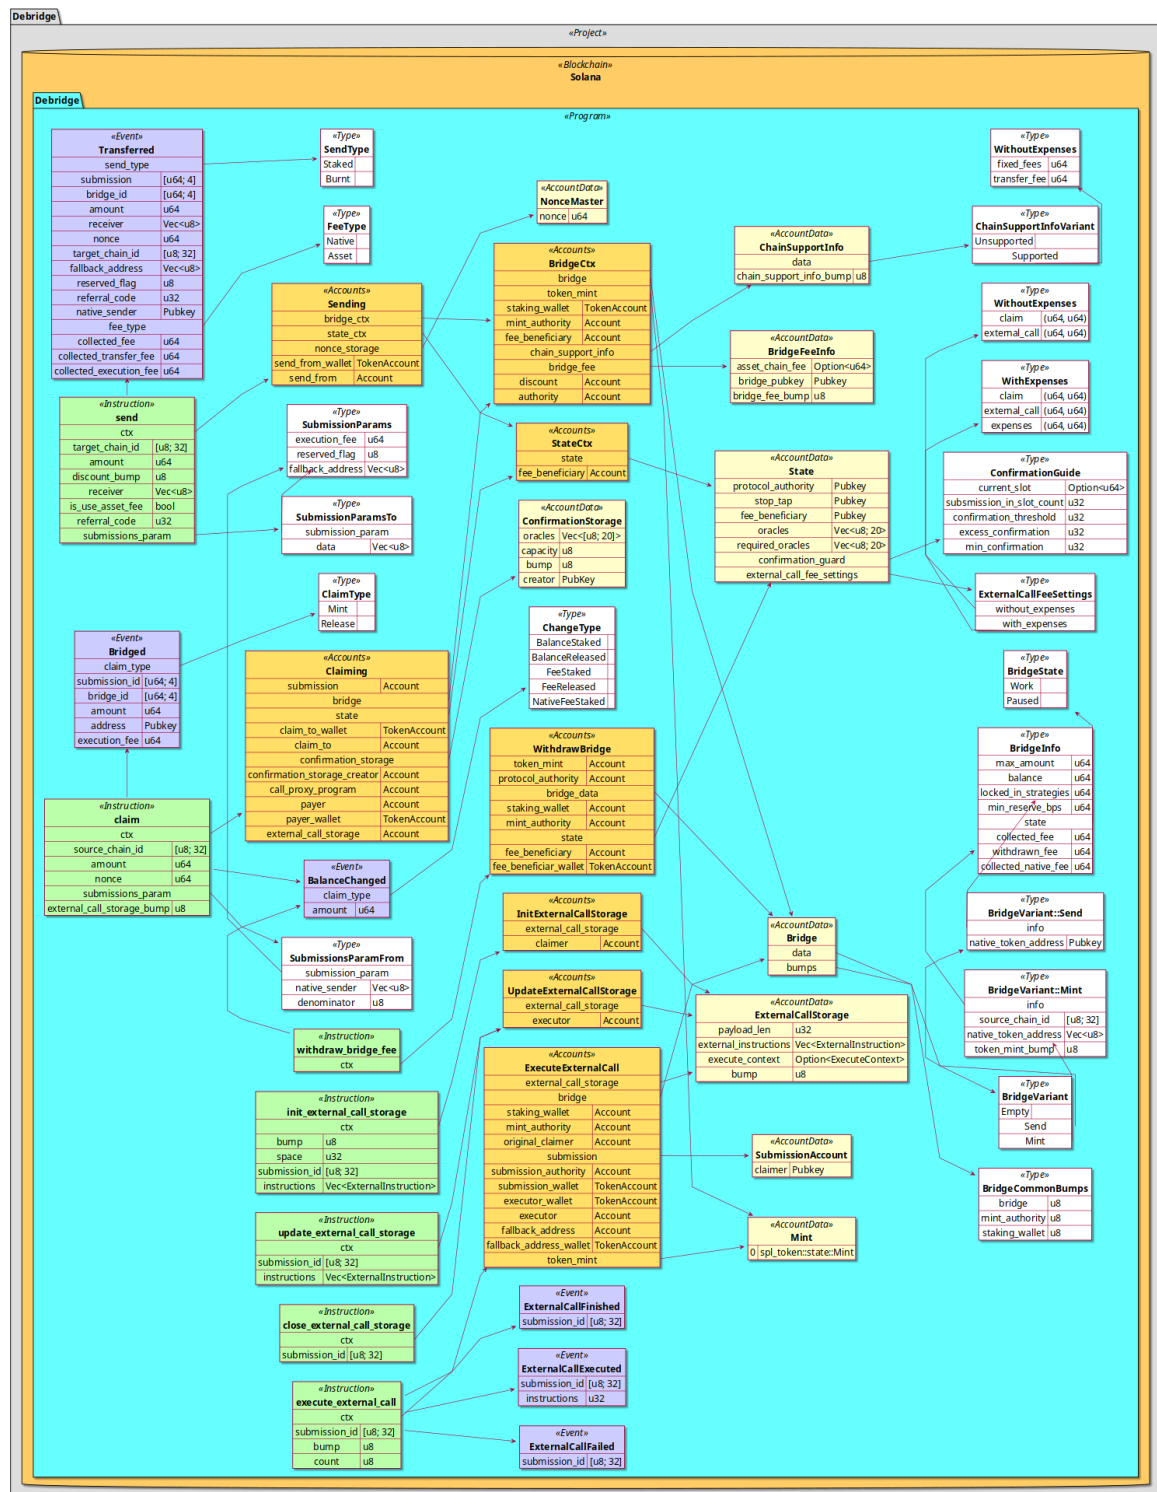 Debridge
«Project»
«Blockchain»
Solana
Debridge
«Program»
«Event»
Transferred
send_type
submission [u64; 4]
bridge_id [u64; 4]
amount u64
receiver Vec<u8>
nonce u64
target_chain_id [u8; 32]
fallback_address Vec<u8>
reserved_flag u8
referral_code u32
native_sender Pubkey
fee_type
collected_fee u64
collected_transfer_fee u64
collected_execution_fee u64
«Instruction»
send
ctx
target_chain_id [u8; 32]
amount u64
discount_bump u8
receiver Vec<u8>
is_use_asset_fee bool
referral_code u32
submissions_param
«Event»
Bridged
claim_type
submission_id [u64; 4]
bridge_id [u64; 4]
amount u64
address Pubkey
execution_fee u64
«Instruction»
claim
ctx
source_chain_id [u8; 32]
amount u64
nonce u64
submissions_param
external_call_storage_bump u8
«Type»
SendType
Staked
Burnt
«Type»
FeeType
Native
Asset
«Accounts»
Sending
bridge_ctx
state_ctx
nonce_storage
send_from_wallet TokenAccount
send_from Account
«Type»
SubmissionParams
execution_fee u64
reserved_flag u8
fallback_address Vec<u8>
«Type»
SubmissionParamsTo
submission_param
data Vec<u8>
«Type»
ClaimType
Mint
Release
«Accounts»
Claiming
submission Account
bridge
state
claim_to_wallet TokenAccount
claim_to Account
confirmation_storage
confirmation_storage_creator Account
call_proxy_program Account
payer Account
payer_wallet TokenAccount
external_call_storage Account
«Event»
BalanceChanged
claim_type
amount u64
«Type»
SubmissionsParamFrom
submission_param
native_sender Vec<u8>
denominator u8
«Instruction»
withdraw_bridge_fee
ctx
«Instruction»
init_external_call_storage
ctx
bump u8
space u32
submission_id [u8; 32]
instructions Vec<ExternalInstruction>
«Instruction»
update_external_call_storage
ctx
submission_id [u8; 32]
instructions Vec<ExternalInstruction>
«Instruction»
close_external_call_storage
ctx
submission_id [u8; 32]
«Instruction»
execute_external_call
ctx
submission_id [u8; 32]
bump u8
count u8
«AccountData»
NonceMaster
nonce u64
«Accounts»
BridgeCtx
bridge
token_mint
staking_wallet TokenAccount
mint_authority Account
fee_beneficiary Account
chain_support_info
bridge_fee
discount Account
authority Account
«Accounts»
StateCtx
state
fee_beneficiary Account
«AccountData»
ConfirmationStorage
oracles Vec<[u8; 20]>
capacity u8
bump u8
creator PubKey
«Type»
ChangeType
BalanceStaked
BalanceReleased
FeeStaked
FeeReleased
NativeFeeStaked
«Accounts»
WithdrawBridge
token_mint Account
protocol_authority Account
bridge_data
staking_wallet Account
mint_authority Account
state
fee_beneficiary Account
fee_beneficiar_wallet TokenAccount
«Accounts»
InitExternalCallStorage
external_call_storage
claimer Account
«Accounts»
UpdateExternalCallStorage
external_call_storage
executor Account
«Accounts»
ExecuteExternalCall
external_call_storage
bridge
staking_wallet Account
mint_authority Account
original_claimer Account
submission
submission_authority Account
submission_wallet TokenAccount
executor_wallet TokenAccount
executor Account
fallback_address Account
fallback_address_wallet TokenAccount
token_mint
«Event»
ExternalCallFinished
submission_id [u8; 32]
«Event»
ExternalCallExecuted
submission_id [u8; 32]
instructions u32
«Event»
ExternalCallFailed
submission_id [u8; 32]
«AccountData»
ChainSupportInfo
data
chain_support_info_bump u8
«AccountData»
BridgeFeeInfo
asset_chain_fee Option<u64>
bridge_pubkey Pubkey
bridge_fee_bump u8
«AccountData»
State
protocol_authority Pubkey
stop_tap Pubkey
fee_beneficiary Pubkey
oracles Vec<u8; 20>
required_oracles Vec<u8; 20>
confirmation_guard
external_call_fee_settings
«AccountData»
Bridge
data
bumps
«AccountData»
ExternalCallStorage
payload_len u32
external_instructions Vec<ExternalInstruction>
execute_context Option<ExecuteContext>
bump u8
«AccountData»
SubmissionAccount
claimer Pubkey
«AccountData»
Mint
0 spl_token::state::Mint
«Type»
WithoutExpenses
fixed_fees u64
transfer_fee u64
«Type»
ChainSupportInfoVariant
Unsupported
Supported
«Type»
WithoutExpenses
claim (u64, u64)
external_call (u64, u64)
«Type»
WithExpenses
claim (u64, u64)
external_call (u64, u64)
expenses (u64, u64)
«Type»
ConfirmationGuide
current_slot Option<u64>
subsmission_in_slot_count u32
confirmation_threshold u32
excess_confirmation u32
min_confirmation u32
«Type»
ExternalCallFeeSettings
without_expenses
with_expenses
«Type»
BridgeState
Work
Paused
«Type»
BridgeInfo
max_amount u64
balance u64
locked_in_strategies u64
min_reserve_bps u64
state
collected_fee u64
withdrawn_fee u64
collected_native_fee u64
«Type»
BridgeVariant::Send
info
native_token_address Pubkey
«Type»
BridgeVariant::Mint
info
source_chain_id [u8; 32]
native_token_address Vec<u8>
token_mint_bump u8
«Type»
BridgeVariant
Empty
Send
Mint
«Type»
BridgeCommonBumps
bridge u8
mint_authority u8
staking_wallet u8